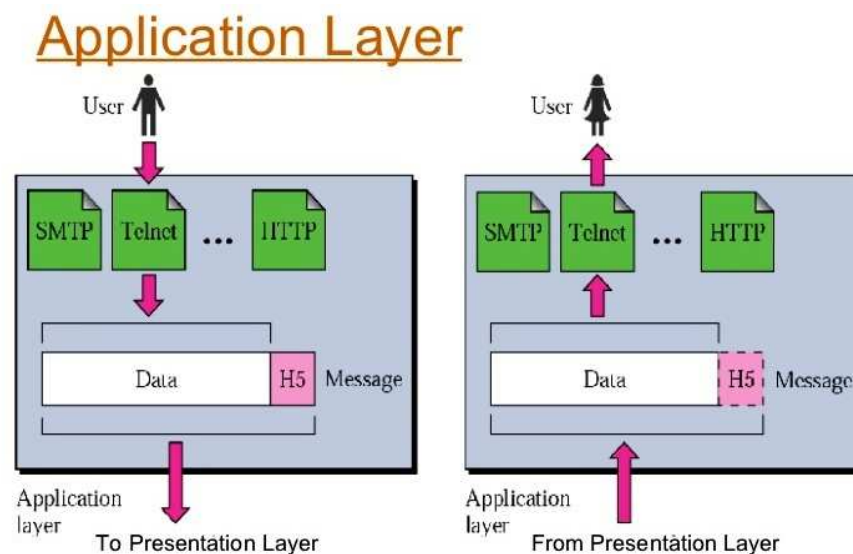 Application Layer
User
SMTP Telnet ... HTTP
Data H5 Message
Application
layer
To Presentation Layer
User
SMTP Telnet ... HTTP
Data H5 Message
Application
layer
From Presentation Layer